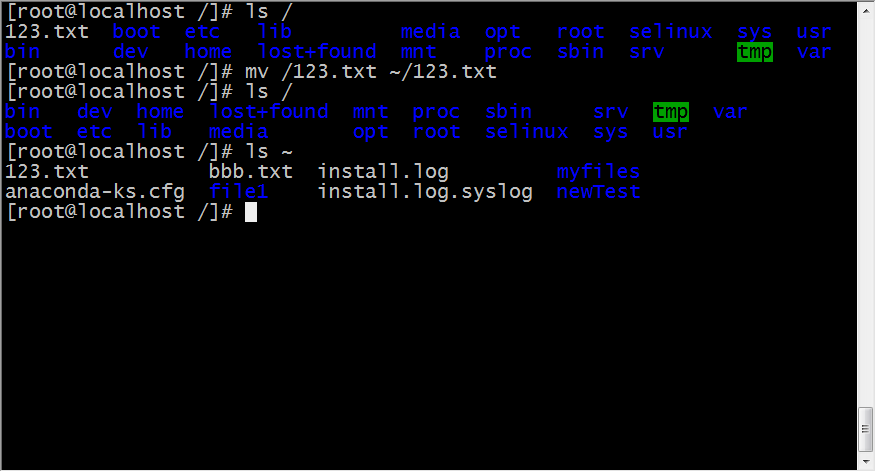 [root@localhost /]# ls /
123.txt  boot  etc   lib         media  opt   root  selinux  sys  usr
bin      dev   home  lost+found  mnt    proc  sbin  srv      tmp  var
[root@localhost /]# mv /123.txt ~/123.txt
[root@localhost /]# ls /
bin   dev  home  lost+found  mnt  proc  sbin     srv  tmp  var
boot  etc  lib   media       opt  root  selinux  sys  usr
[root@localhost /]# ls ~
123.txt          bbb.txt  install.log         myfiles
anaconda-ks.cfg  file1    install.log.syslog  newTest
[root@localhost /]#